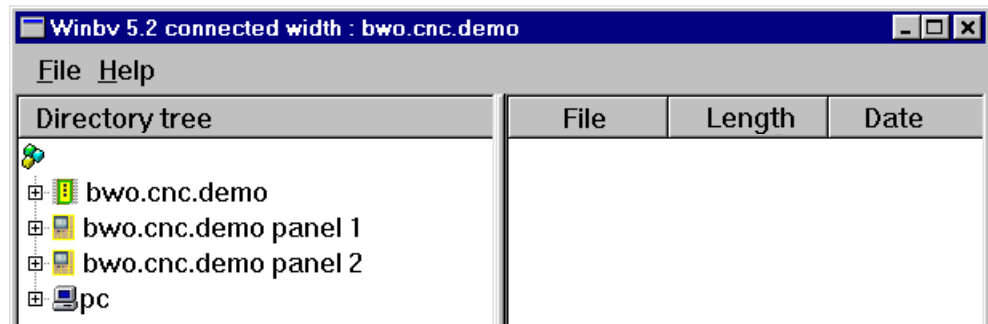 Winbv 5.2 connected width : bwo.cnc.demo
File Help
Directory tree File Length Date
bwo.cnc.demo
bwo.cnc.demo panel 1
bwo.cnc.demo panel 2
pc